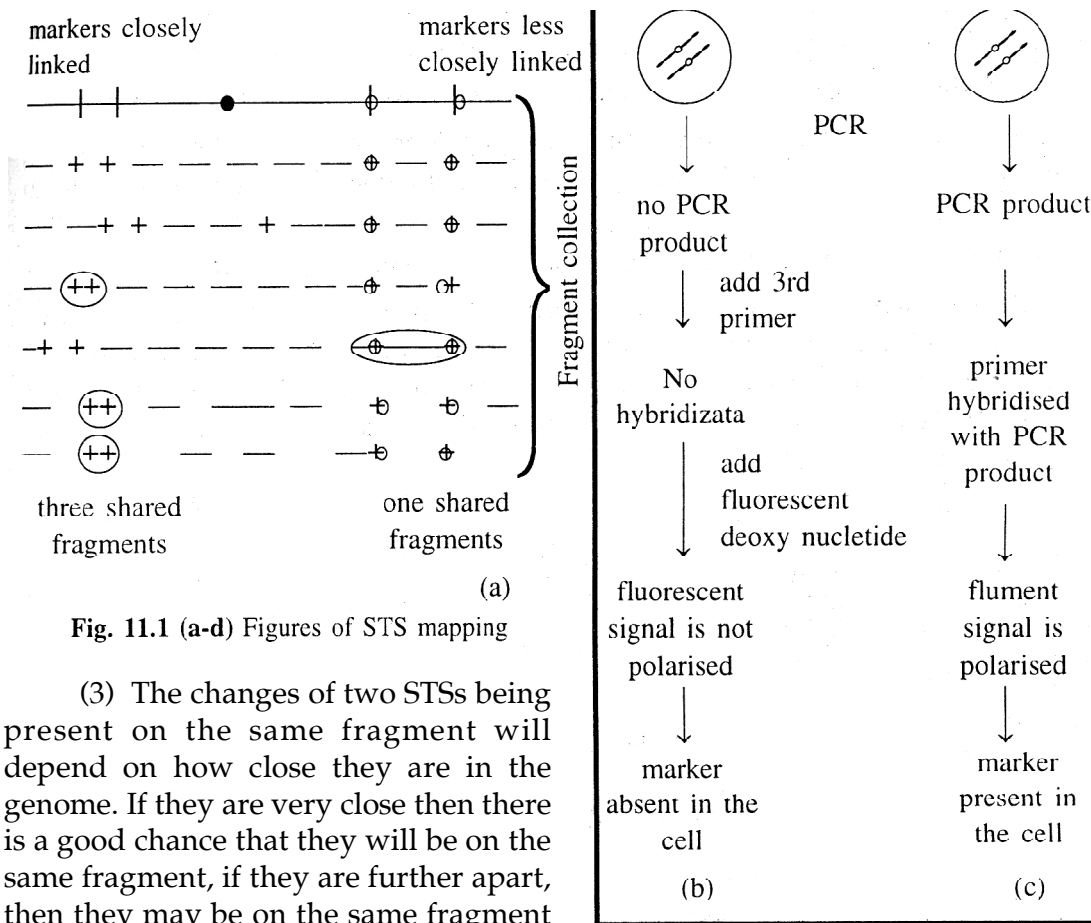 markers closely
linked
markers less
closely linked
Fragment collection
three shared
fragments
one shared
fragments
(a)
Fig. 11.1 (a-d) Figures of STS mapping
(3) The changes of two STSs being
present on the same fragment will
depend on how close they are in the
genome. If they are very close then there
is a good chance that they will be on the
same fragment, if they are further apart,
then they may be on the same fragment
PCR
no PCR
product
add 3rd
primer
No
hybridizata
add
fluorescent
deoxy nucletide
fluorescent
signal is not
polarised
marker
absent in the
cell
(b)
PCR product
primer
hybridised
with PCR
product
flument
signal is
polarised
marker
present in
the cell
(c)